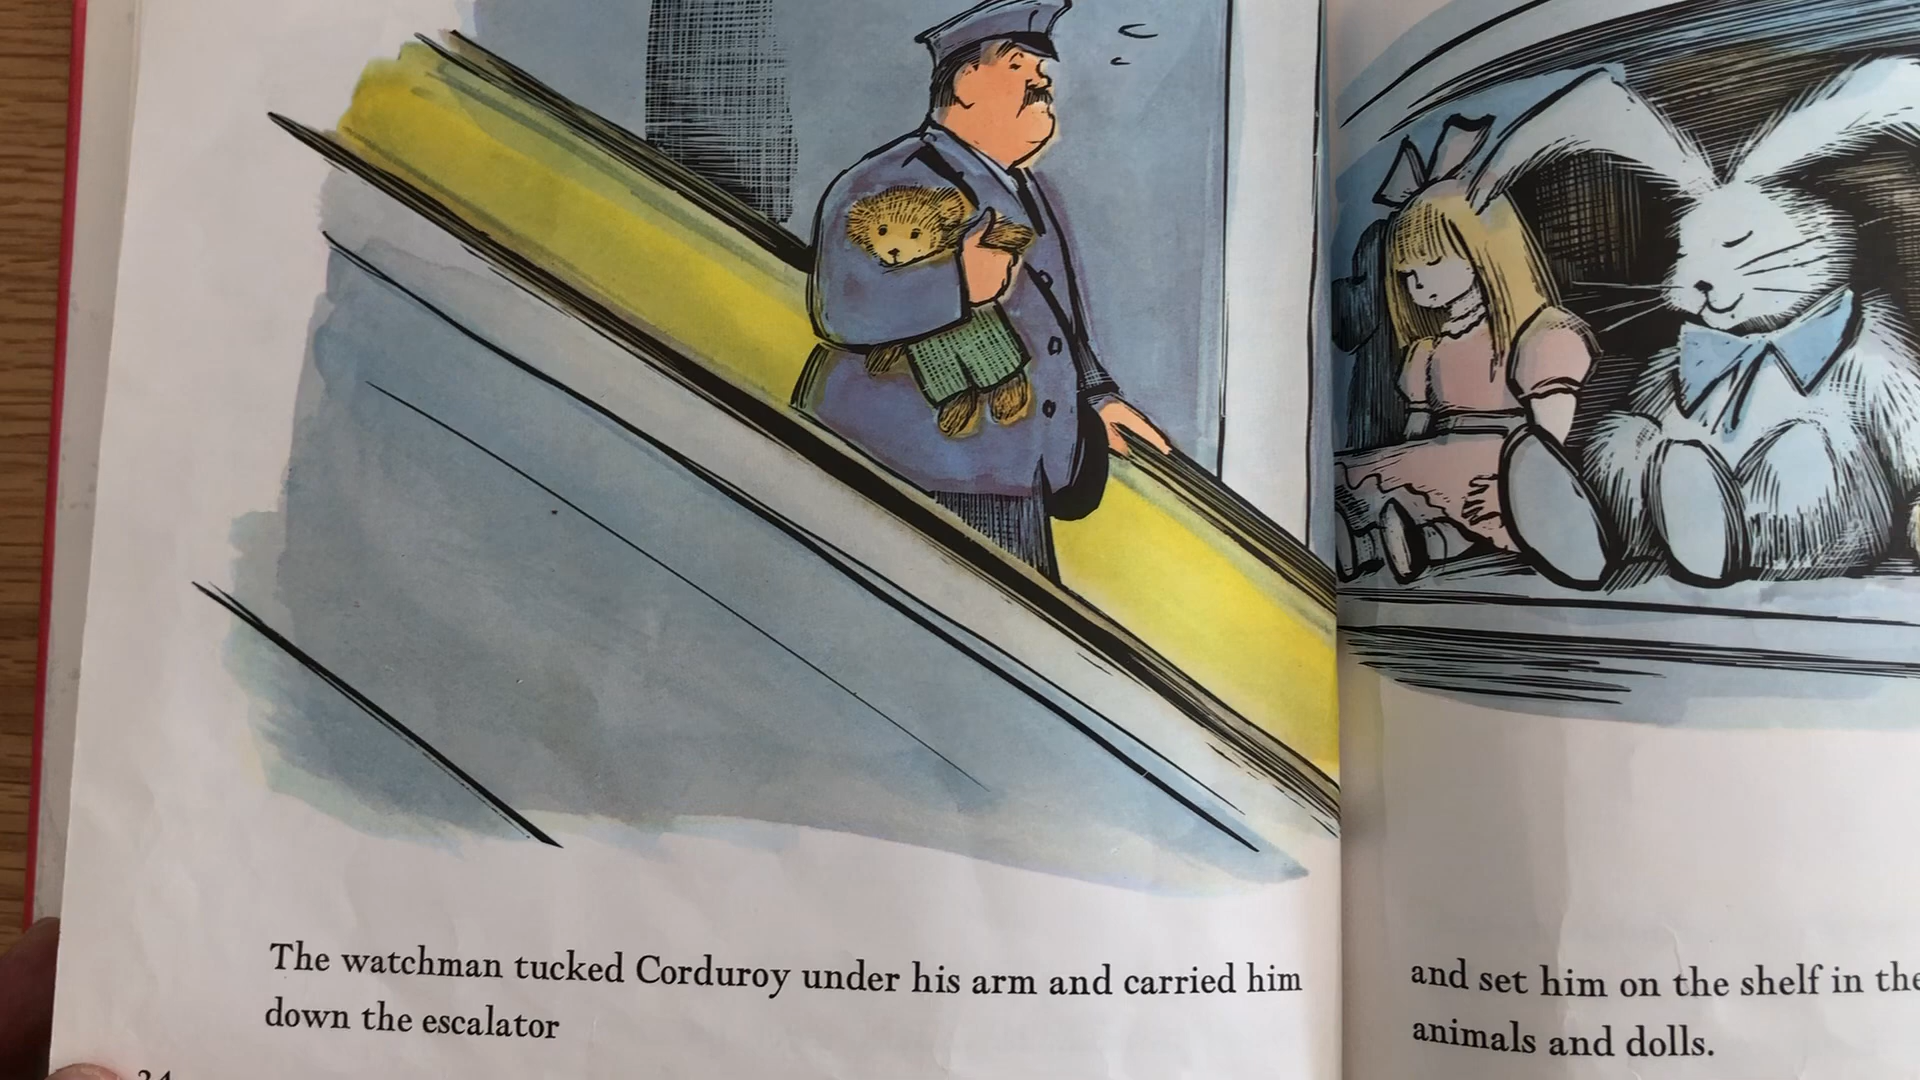 The watchman tucked Corduroy under his arm and carried him
down the escalator
and set him on the shelf in the
animals and dolls.